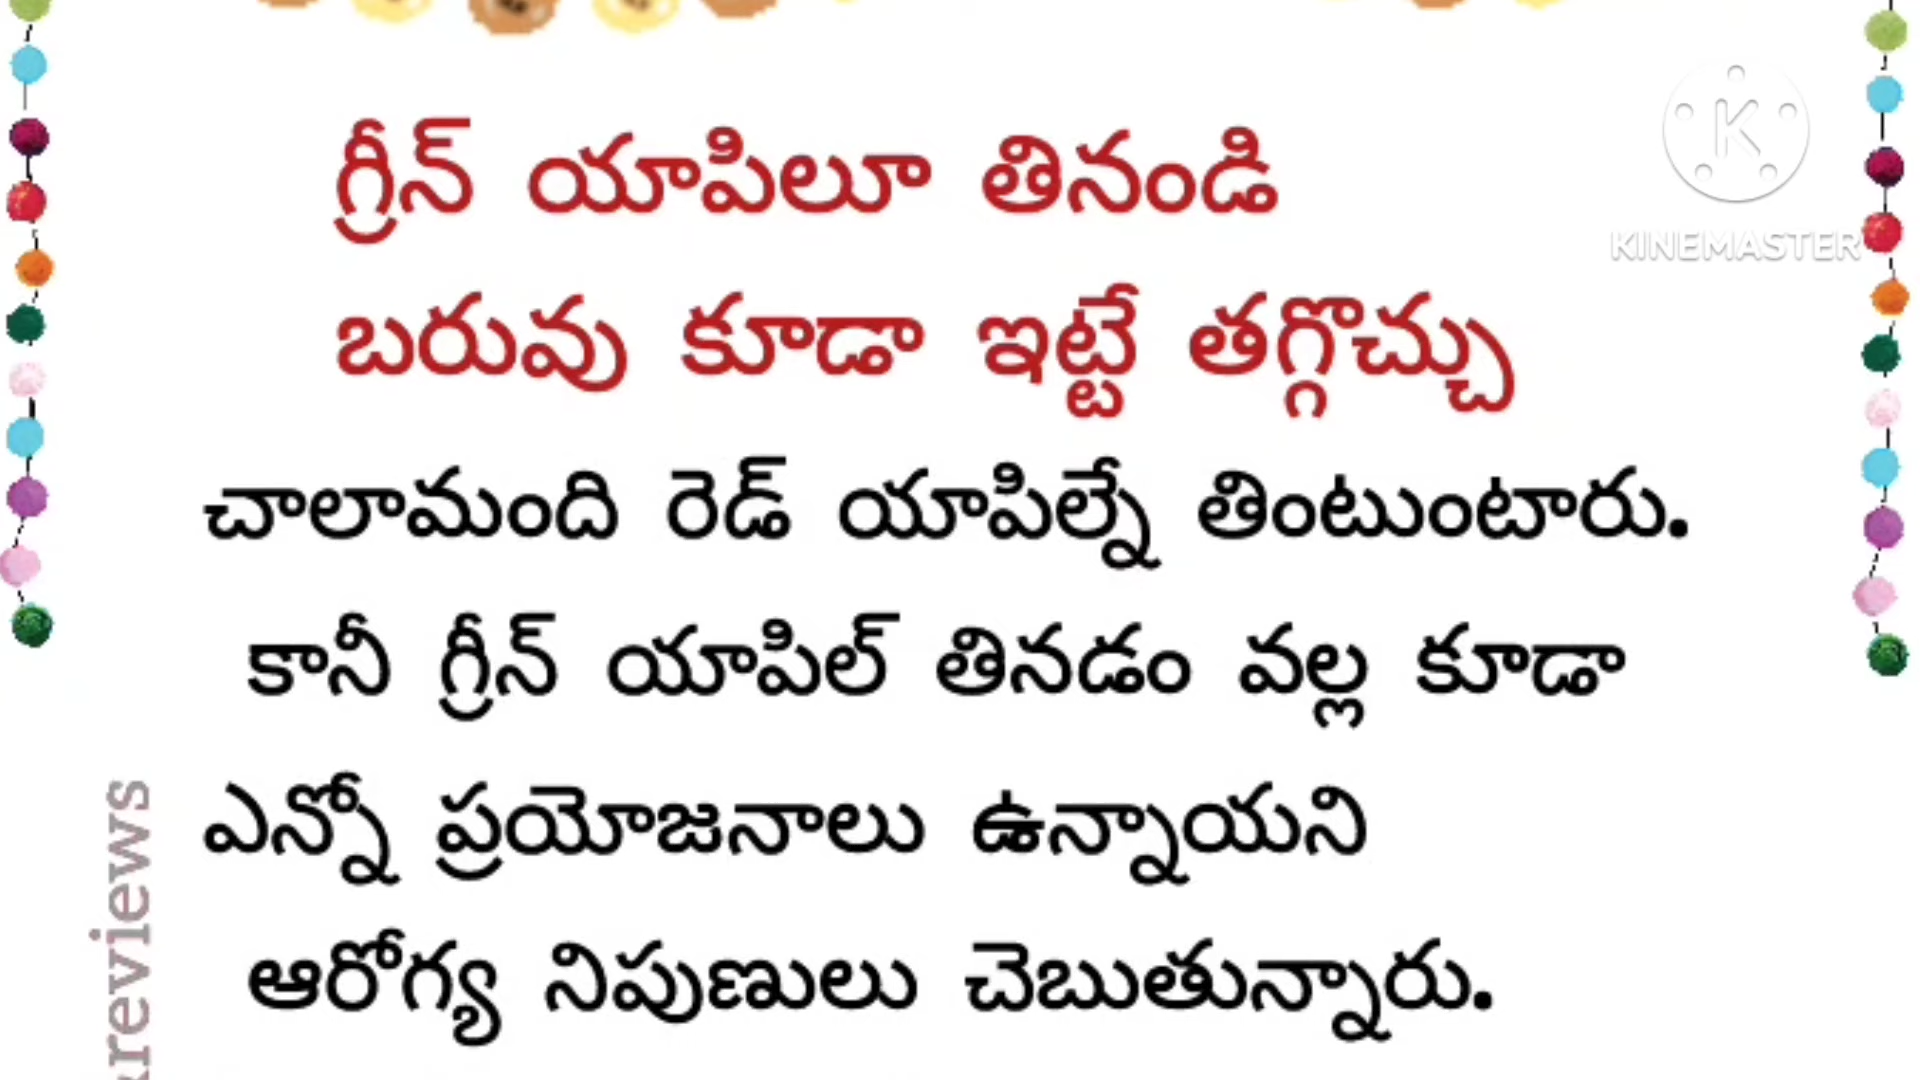 గ్రీన్ యాపిలూ తినండి
బరువు కూడా ఇట్టే తగ్గొచ్చు
చాలామంది రెడ్ యాపిల్నే తింటుంటారు.
కానీ గ్రీన్ యాపిల్ తినడం వల్ల కూడా
ఎన్నో ప్రయోజనాలు ఉన్నాయని
ఆరోగ్య నిపుణులు చెబుతున్నారు.
K
KINEMASTER
reviews